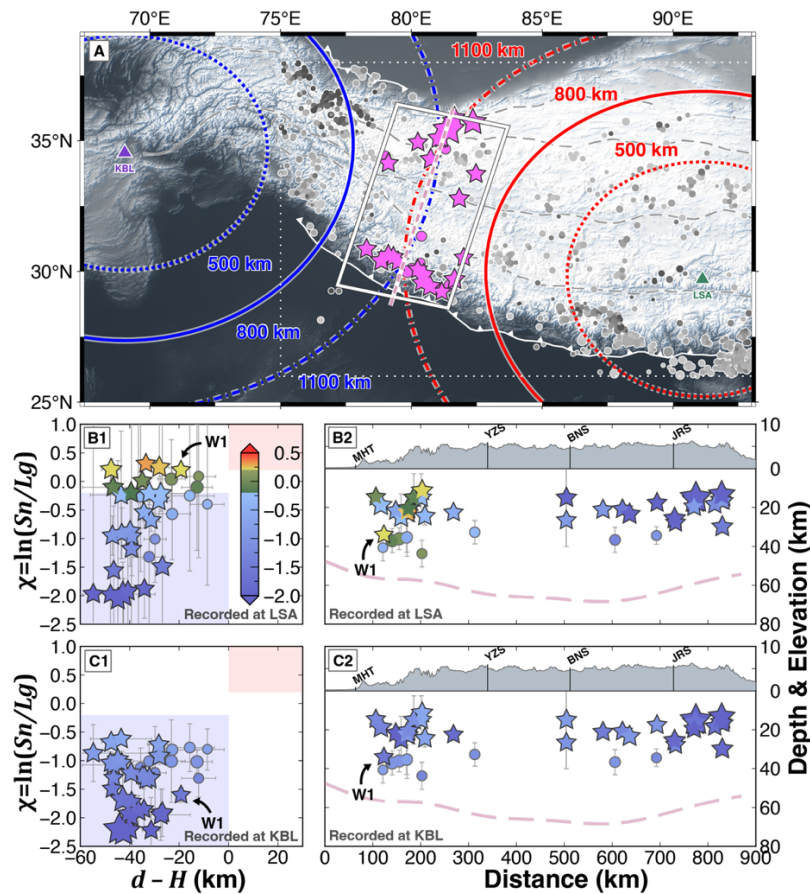 70°E 75°E 80°E 85°E 90°E
A
1100 km
800 km
500 km
35°N
KBL
500 km
30°N
LSA
800 km
1100 km
25°N
B1
W1
χ=ln(Sn/Lg)
1.0
0.5
0.0
−0.5
−1.0
−1.5
−2.0
−2.5
0.5
0.0
−0.5
−1.0
−1.5
−2.0
Recorded at LSA
B2
MHT
YZS
BNS
JRS
W1
Recorded at LSA
10
0
20
40
60
80
C1
χ=ln(Sn/Lg)
1.0
0.5
0.0
−0.5
−1.0
−1.5
−2.0
−2.5
W1
Recorded at KBL
−60 −40 −20 0 20
d − H (km)
C2
MHT
YZS
BNS
JRS
W1
Recorded at KBL
10
0
20
40
60
80
0 100 200 300 400 500 600 700 800 900
Distance (km)
Depth & Elevation (km)